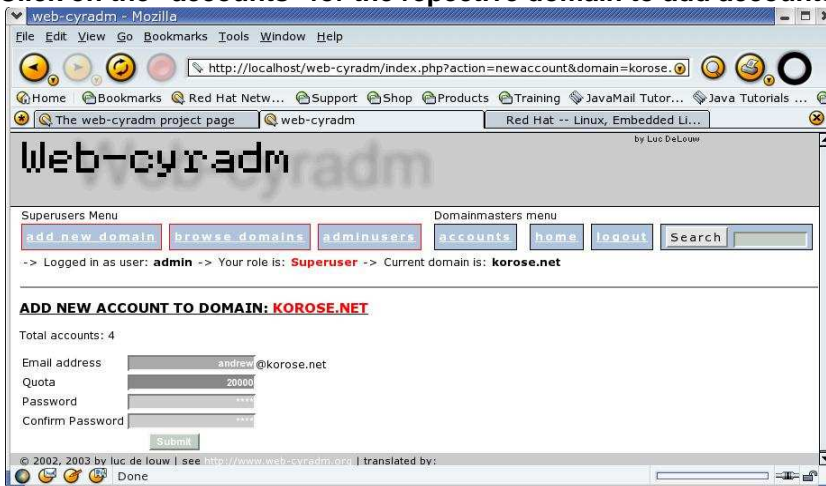 Click on the "accounts" for the repective domain to add accounts
web-cyradm - Mozilla
File Edit View Go Bookmarks Tools Window Help
http://localhost/web-cyradm/index.php?action=newaccount&domain=korose.
Home Bookmarks Red Hat Netw... Support Shop Products Training JavaMail Tutor... Java Tutorials ...
The web-cyradm project page web-cyradm Red Hat -- Linux, Embedded Li...
by Luc DeLouw
Web-cyradm
Superusers Menu Domainmasters menu
add new domain browse domains adminusers accounts home logout Search
-> Logged in as user: admin -> Your role is: Superuser -> Current domain is: korose.net
ADD NEW ACCOUNT TO DOMAIN: KOROSE.NET
Total accounts: 4
Email address andrew @korose.net
Quota 20000
Password ****
Confirm Password ****
Submit
© 2002, 2003 by luc de louw | see http://www.web-cyradm.org | translated by:
Done